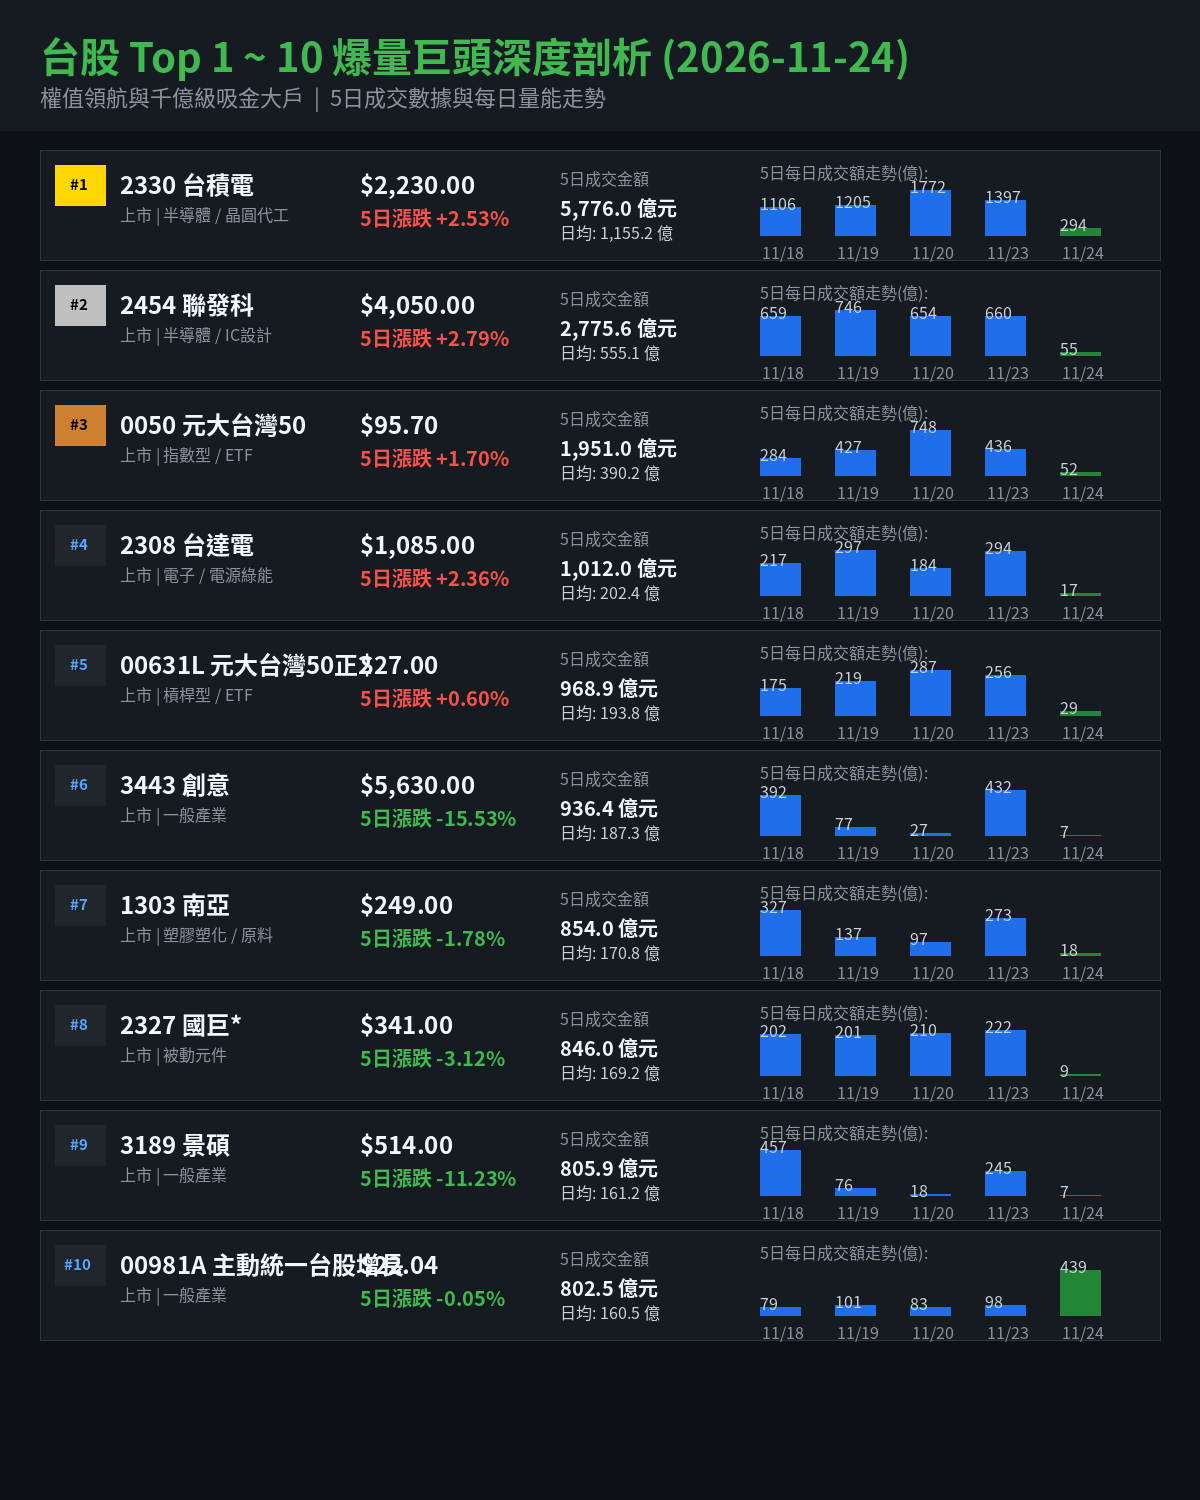 台股 Top 1 ~ 10 爆量巨頭深度剖析 (2026-11-24)
權值領航與千億級吸金大戶 | 5日成交數據與每日量能走勢
#1
2330 台積電
上市 | 半導體 / 晶圓代工
$2,230.00
5日漲跌 +2.53%
5日成交金額
5,776.0 億元
日均: 1,155.2 億
5日每日成交額走勢(億):
1106 1205 1772 1397 294
11/18 11/19 11/20 11/23 11/24
#2
2454 聯發科
上市 | 半導體 / IC設計
$4,050.00
5日漲跌 +2.79%
5日成交金額
2,775.6 億元
日均: 555.1 億
5日每日成交額走勢(億):
659 746 654 660 55
11/18 11/19 11/20 11/23 11/24
#3
0050 元大台灣50
上市 | 指數型 / ETF
$95.70
5日漲跌 +1.70%
5日成交金額
1,951.0 億元
日均: 390.2 億
5日每日成交額走勢(億):
284 427 748 436 52
11/18 11/19 11/20 11/23 11/24
#4
2308 台達電
上市 | 電子 / 電源綠能
$1,085.00
5日漲跌 +2.36%
5日成交金額
1,012.0 億元
日均: 202.4 億
5日每日成交額走勢(億):
217 297 184 294 17
11/18 11/19 11/20 11/23 11/24
#5
00631L 元大台灣50正2
上市 | 槓桿型 / ETF
$27.00
5日漲跌 +0.60%
5日成交金額
968.9 億元
日均: 193.8 億
5日每日成交額走勢(億):
175 219 287 256 29
11/18 11/19 11/20 11/23 11/24
#6
3443 創意
上市 | 一般產業
$5,630.00
5日漲跌 -15.53%
5日成交金額
936.4 億元
日均: 187.3 億
5日每日成交額走勢(億):
392 77 27 432 7
11/18 11/19 11/20 11/23 11/24
#7
1303 南亞
上市 | 塑膠塑化 / 原料
$249.00
5日漲跌 -1.78%
5日成交金額
854.0 億元
日均: 170.8 億
5日每日成交額走勢(億):
327 137 97 273 18
11/18 11/19 11/20 11/23 11/24
#8
2327 國巨*
上市 | 被動元件
$341.00
5日漲跌 -3.12%
5日成交金額
846.0 億元
日均: 169.2 億
5日每日成交額走勢(億):
202 201 210 222 9
11/18 11/19 11/20 11/23 11/24
#9
3189 景碩
上市 | 一般產業
$514.00
5日漲跌 -11.23%
5日成交金額
805.9 億元
日均: 161.2 億
5日每日成交額走勢(億):
457 76 18 245 7
11/18 11/19 11/20 11/23 11/24
#10
00981A 主動統一台股增長
上市 | 一般產業
5日漲跌 -0.05%
5日成交金額
802.5 億元
日均: 160.5 億
5日每日成交額走勢(億):
79 101 83 98 439
11/18 11/19 11/20 11/23 11/24